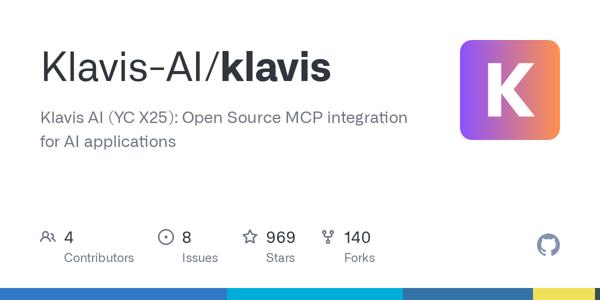 Klavis-AI/klavis
K
Klavis AI (YC X25): Open Source MCP integration
for AI applications
4
Contributors
8
Issues
969
Stars
140
Forks